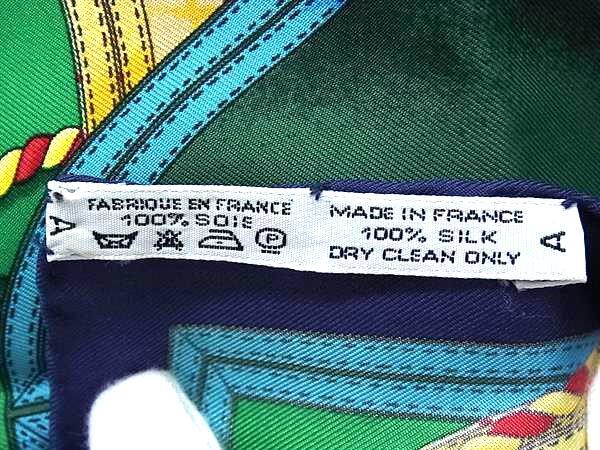 A
FABRIQUE EN FRANCE
100% SOIE
P
MADE IN FRANCE
100% SILK
DRY CLEAN ONLY
A